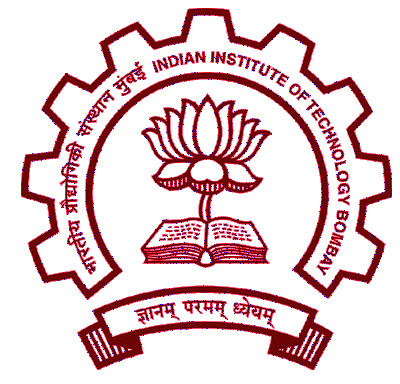 भारतीय प्रौद्योगिकी संस्थान मुंबई INDIAN INSTITUTE OF TECHNOLOGY BOMBAY
ज्ञानम् परमम् ध्येयम्